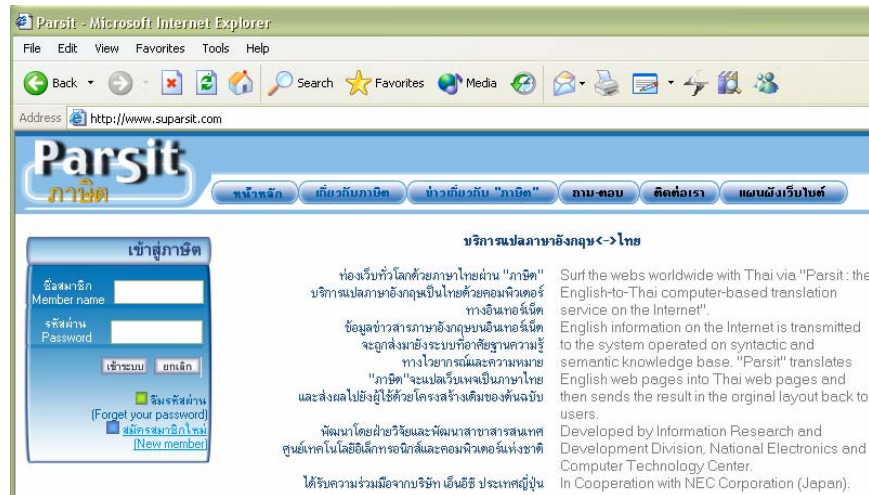 Parsit - Microsoft Internet Explorer
File Edit View Favorites Tools Help
Back Search Favorites Media
Address http://www.suparsit.com
Parsit
ภาษิต
หน้าหลัก เกี่ยวกับภาษิต ข่าวเกี่ยวกับ "ภาษิต" ถาม-ตอบ ติดต่อเรา แผนผังเว็บไซต์
เข้าสู่ภาษิต
ชื่อสมาชิก
Member name
รหัสผ่าน
Password
เข้าระบบ ยกเลิก
ลืมรหัสผ่าน
(Forget your password)
สมัครสมาชิกใหม่
(New member)
บริการแปลภาษาอังกฤษ<->ไทย
ท่องเว็บทั่วโลกด้วยภาษาไทยผ่าน "ภาษิต"
บริการแปลภาษาอังกฤษเป็นไทยด้วยคอมพิวเตอร์
ทางอินเทอร์เน็ต
ข้อมูลข่าวสารภาษาอังกฤษบนอินเทอร์เน็ต
จะถูกส่งมายังระบบที่อาศัยฐานความรู้
ทางไวยากรณ์และความหมาย
"ภาษิต"จะแปลเว็บเพจเป็นภาษาไทย
และส่งผลไปยังผู้ใช้ด้วยโครงสร้างเดิมของต้นฉบับ
พัฒนาโดยฝ่ายวิจัยและพัฒนาสาขาสารสนเทศ
ศูนย์เทคโนโลยีอิเล็กทรอนิกส์และคอมพิวเตอร์แห่งชาติ
ได้รับความร่วมมือจากบริษัท เอ็นอีซี ประเทศญี่ปุ่น
Surf the webs worldwide with Thai via "Parsit : the
English-to-Thai computer-based translation
service on the Internet".
English information on the Internet is transmitted
to the system operated on syntactic and
semantic knowledge base. "Parsit" translates
English web pages into Thai web pages and
then sends the result in the orginal layout back to
users.
Developed by Information Research and
Development Division, National Electronics and
Computer Technology Center.
In Cooperation with NEC Corporation (Japan).